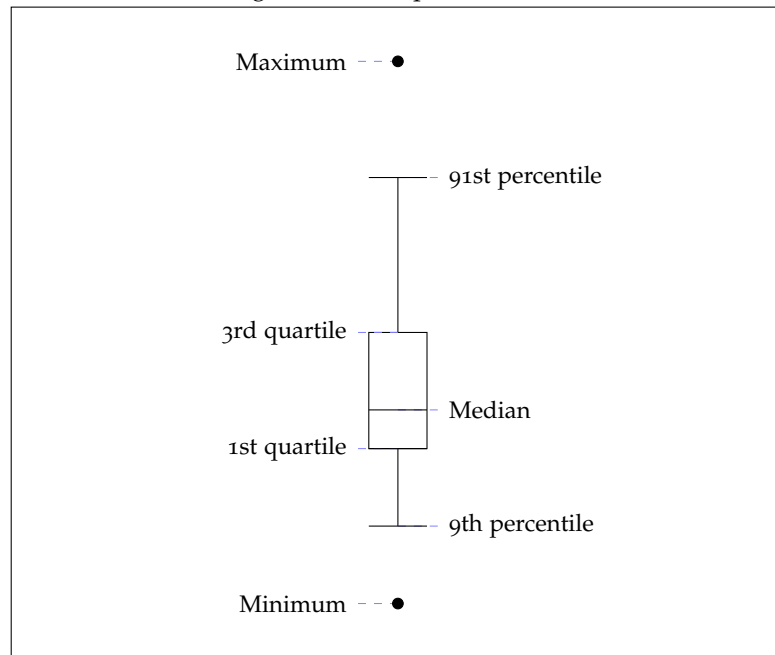 Maximum
91st percentile
3rd quartile
Median
1st quartile
9th percentile
Minimum